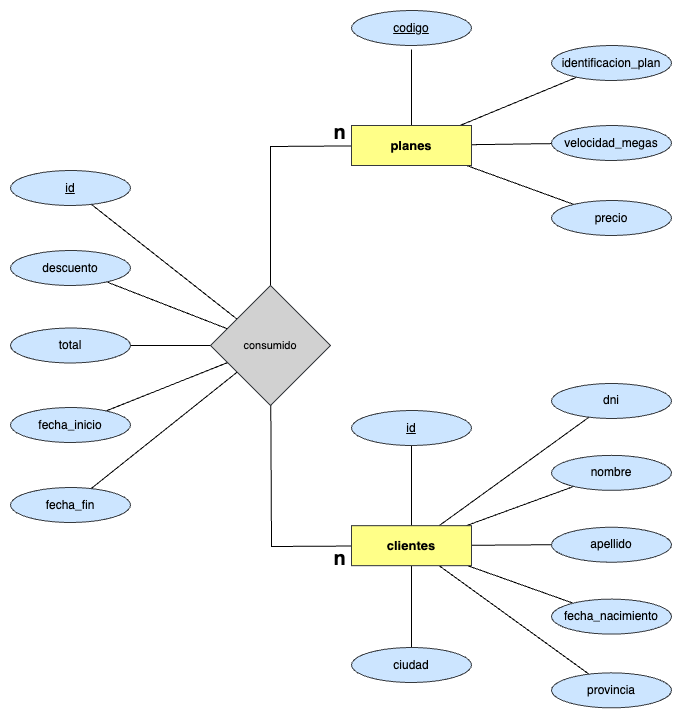 codigo
identificacion_plan
n
planes
velocidad_megas
id
precio
descuento
total
consumido
dni
fecha_inicio
id
nombre
fecha_fin
clientes
apellido
n
fecha_nacimiento
ciudad
provincia